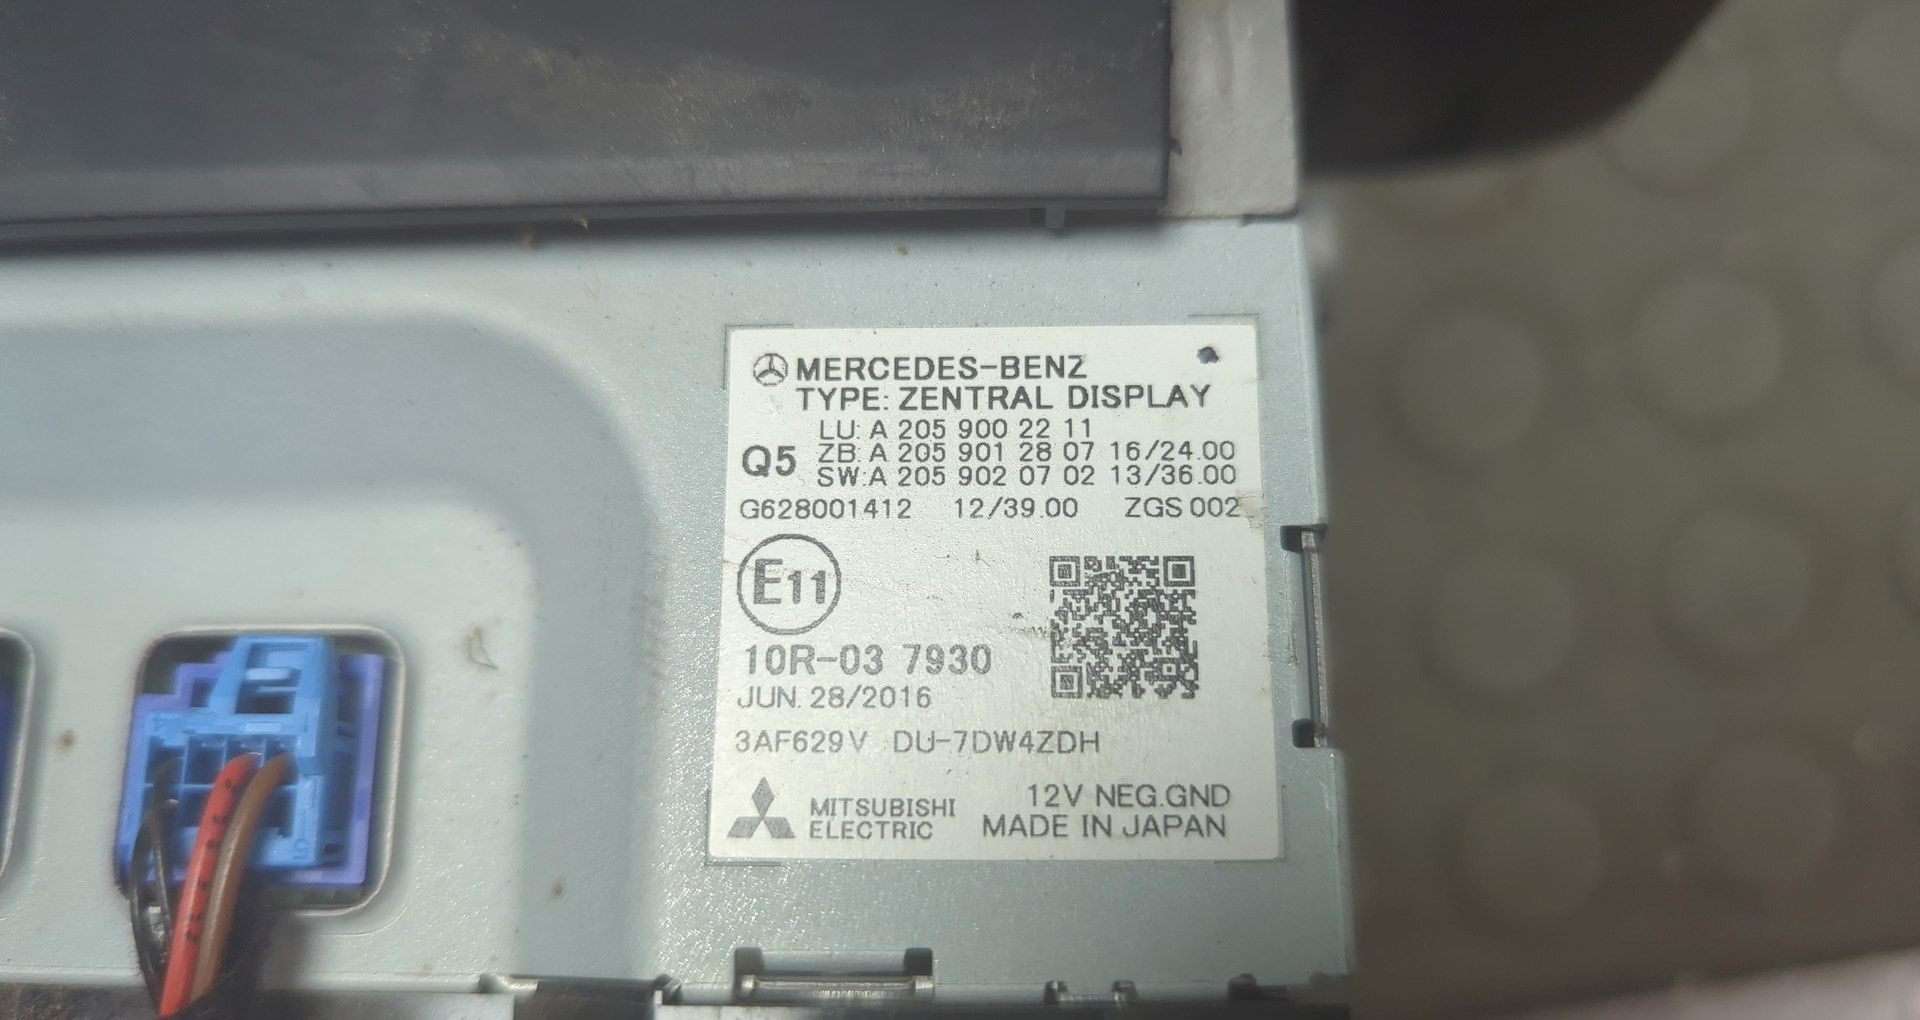 MERCEDES-BENZ
TYPE: ZENTRAL DISPLAY
LU: A 205 900 22 11
Q5 ZB: A 205 901 28 07 16/24.00
SW:A 205 902 07 02 13/36.00
G628001412 12/39.00 ZGS 002
E11
10R-03 7930
JUN. 28/2016
3AF629V DU-7DW4ZDH
MITSUBISHI ELECTRIC
12V NEG.GND
MADE IN JAPAN